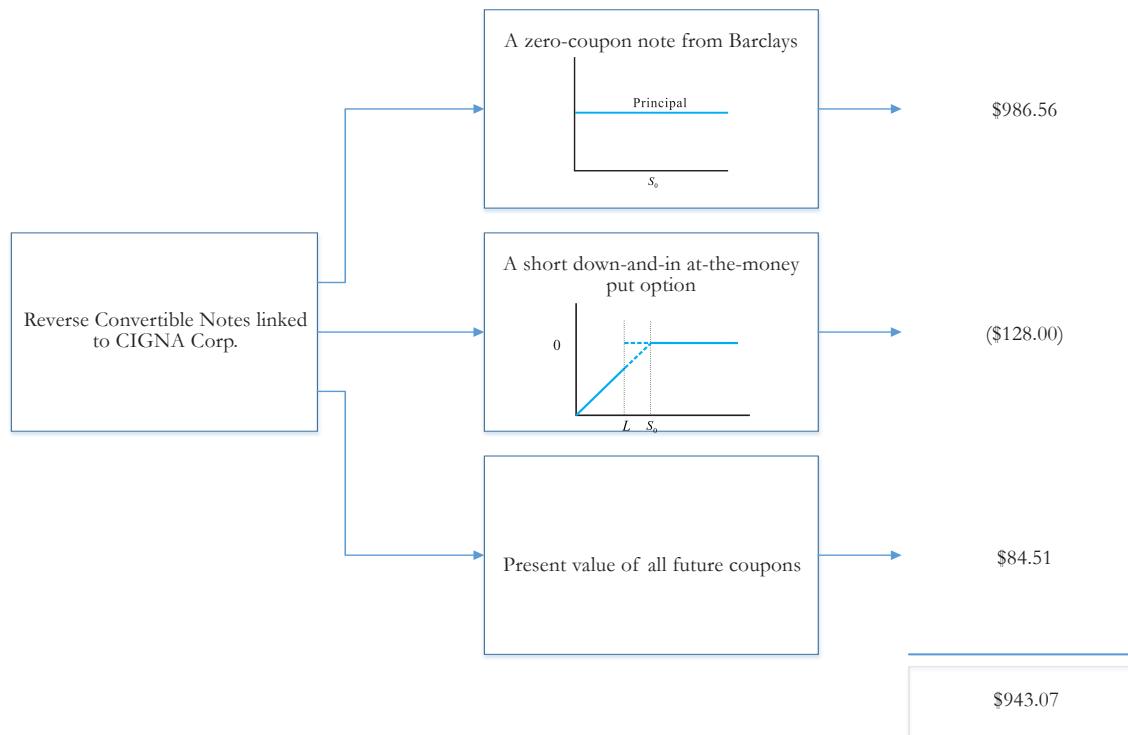 A zero-coupon note from Barclays
Principal
S₀
$986.56
Reverse Convertible Notes linked
to CIGNA Corp.
A short down-and-in at-the-money
put option
0
L S₀
($128.00)
Present value of all future coupons
$84.51
$943.07